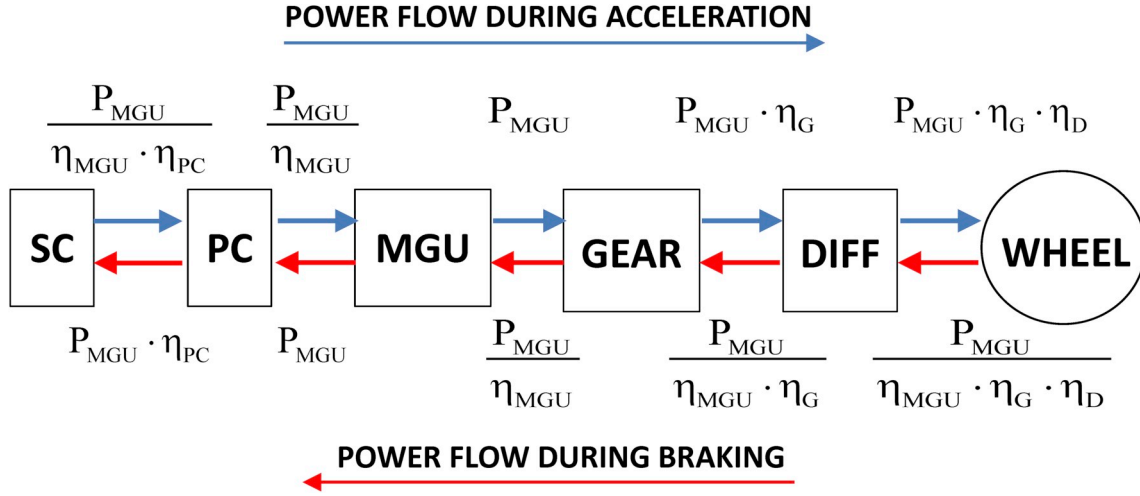 POWER FLOW DURING ACCELERATION
P_MGU / η_MGU · η_PC
P_MGU / η_MGU
P_MGU
P_MGU · η_G
P_MGU · η_G · η_D
SC
PC
MGU
GEAR
DIFF
WHEEL
P_MGU · η_PC
P_MGU
P_MGU / η_MGU
P_MGU / η_MGU · η_G
P_MGU / η_MGU · η_G · η_D
POWER FLOW DURING BRAKING